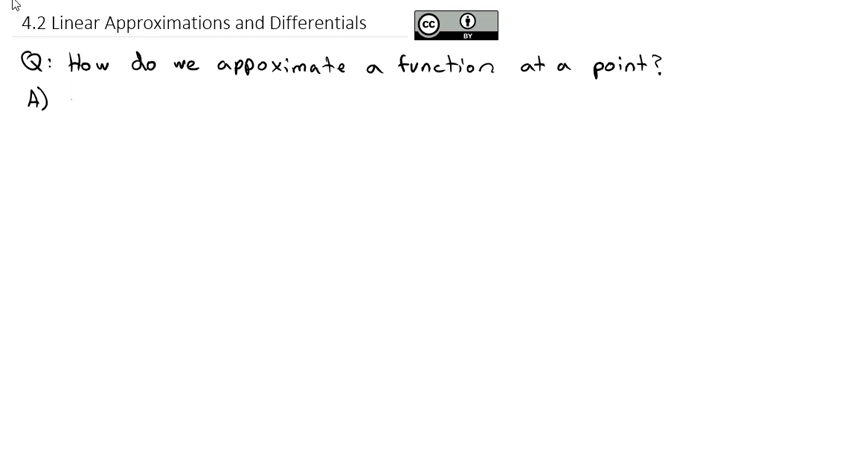 4.2 Linear Approximations and Differentials
cc
BY
Q: How do we appoximate a function at a point?
A)